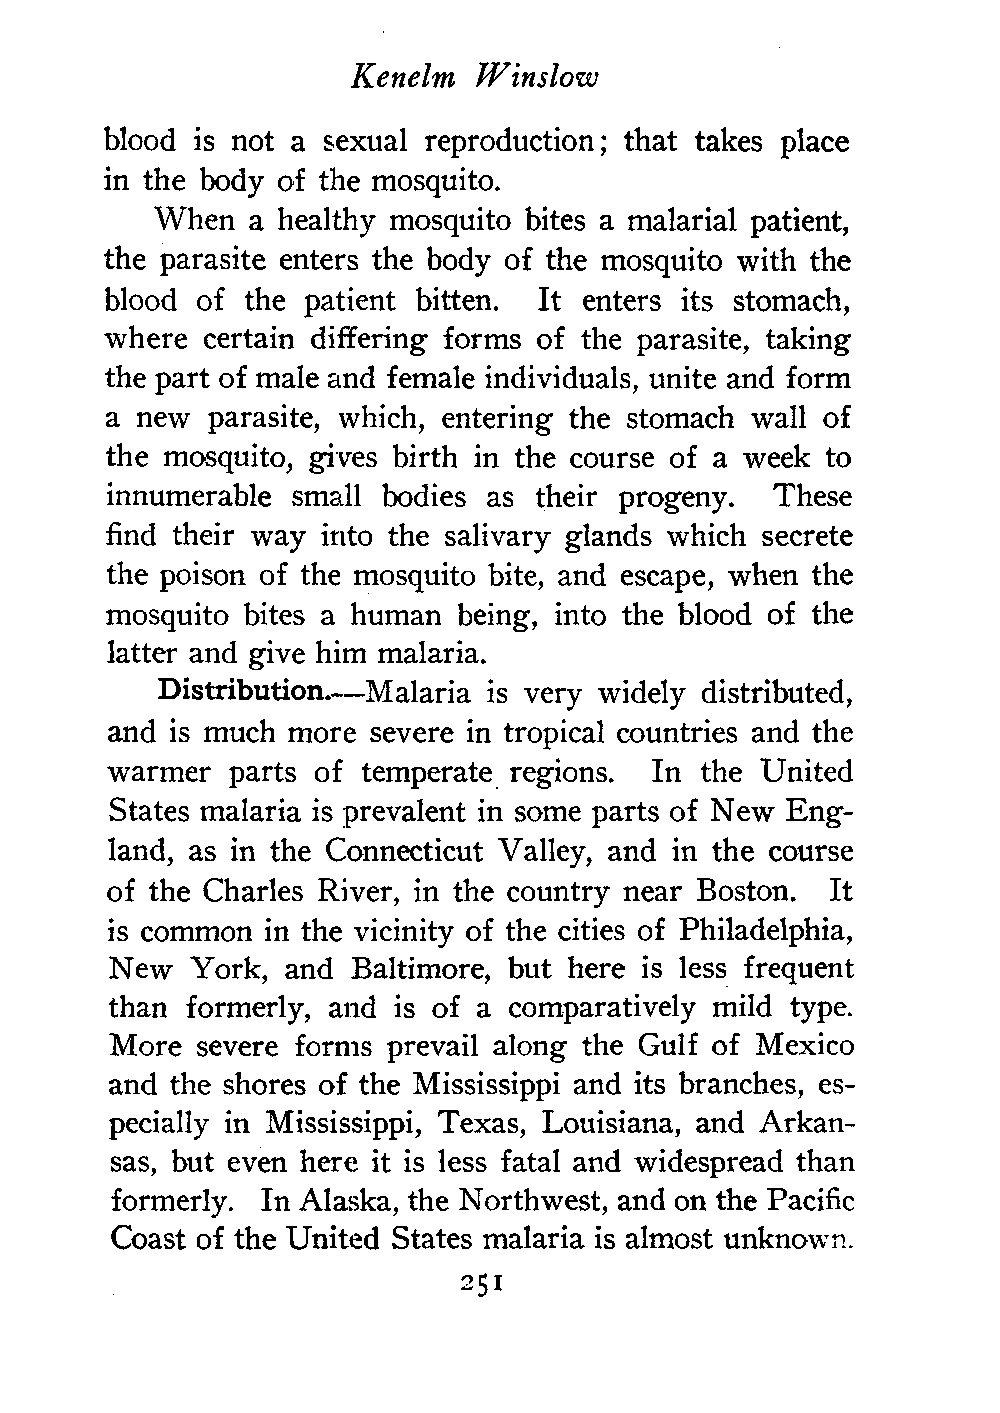 Kenelm Winslow
blood is not a sexual reproduction; that takes place
in the body of the mosquito.
When a healthy mosquito bites a malarial patient,
the parasite enters the body of the mosquito with the
blood of the patient bitten. It enters its stomach,
where certain differing forms of the parasite, taking
the part of male and female individuals, unite and form
a new parasite, which, entering the stomach wall of
the mosquito, gives birth in the course of a week to
innumerable small bodies as their progeny. These
find their way into the salivary glands which secrete
the poison of the mosquito bite, and escape, when the
mosquito bites a human being, into the blood of the
latter and give him malaria.
Distribution.—Malaria is very widely distributed,
and is much more severe in tropical countries and the
warmer parts of temperate regions. In the United
States malaria is prevalent in some parts of New Eng-
land, as in the Connecticut Valley, and in the course
of the Charles River, in the country near Boston. It
is common in the vicinity of the cities of Philadelphia,
New York, and Baltimore, but here is less frequent
than formerly, and is of a comparatively mild type.
More severe forms prevail along the Gulf of Mexico
and the shores of the Mississippi and its branches, es-
pecially in Mississippi, Texas, Louisiana, and Arkan-
sas, but even here it is less fatal and widespread than
formerly. In Alaska, the Northwest, and on the Pacific
Coast of the United States malaria is almost unknown.
251